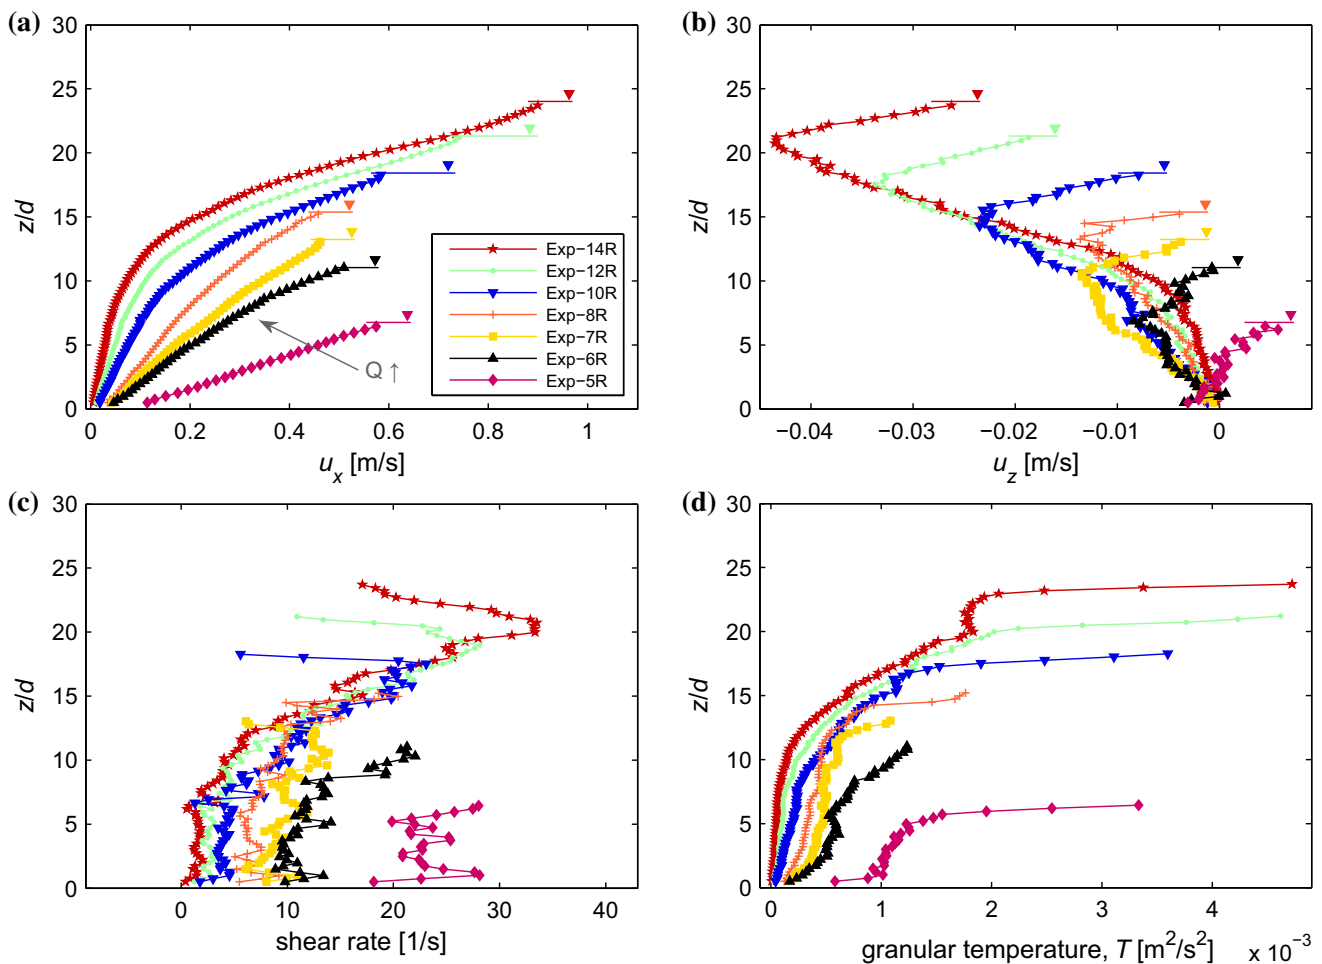 (a)
30
25
20
15
10
5
0
z/d
0
0.2
0.4
0.6
0.8
1
u_x [m/s]
Exp−14R
Exp−12R
Exp−10R
Exp−8R
Exp−7R
Exp−6R
Exp−5R
Q ↑
(b)
30
25
20
15
10
5
0
z/d
−0.04
−0.03
−0.02
−0.01
0
u_z [m/s]
(c)
30
25
20
15
10
5
0
z/d
0
10
20
30
40
shear rate [1/s]
(d)
30
25
20
15
10
5
0
z/d
0
1
2
3
4
granular temperature, T [m²/s²] x 10⁻³